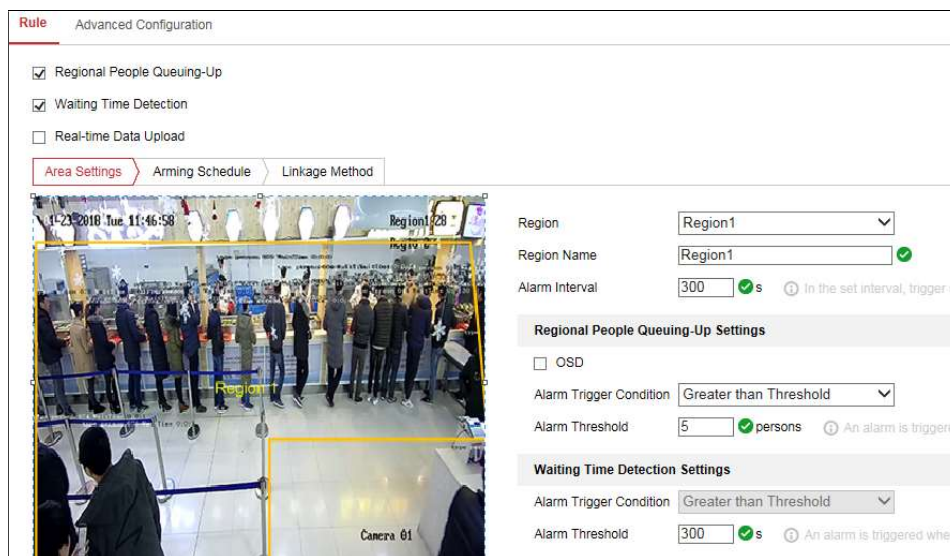 Rule Advanced Configuration
Regional People Queuing-Up
Waiting Time Detection
Real-time Data Upload
Area Settings Arming Schedule Linkage Method
1-23-2018 Tue 11:46:58 Region1 28
Region 1
Camera 01
Region Region1
Region Name Region1
Alarm Interval 300 s In the set interval, trigger
Regional People Queuing-Up Settings
OSD
Alarm Trigger Condition Greater than Threshold
Alarm Threshold 5 persons An alarm is triggere
Waiting Time Detection Settings
Alarm Trigger Condition Greater than Threshold
Alarm Threshold 300 s An alarm is triggered whe